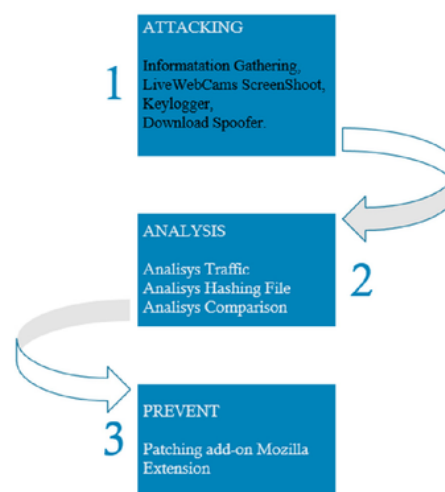 ATTACKING
1
Informatation Gathering,
LiveWebCams ScreenShoot,
Keylogger,
Download Spoofer.
ANALYSIS
2
Analisys Traffic
Analisys Hashing File
Analisys Comparison
PREVENT
3
Patching add-on Mozilla
Extension